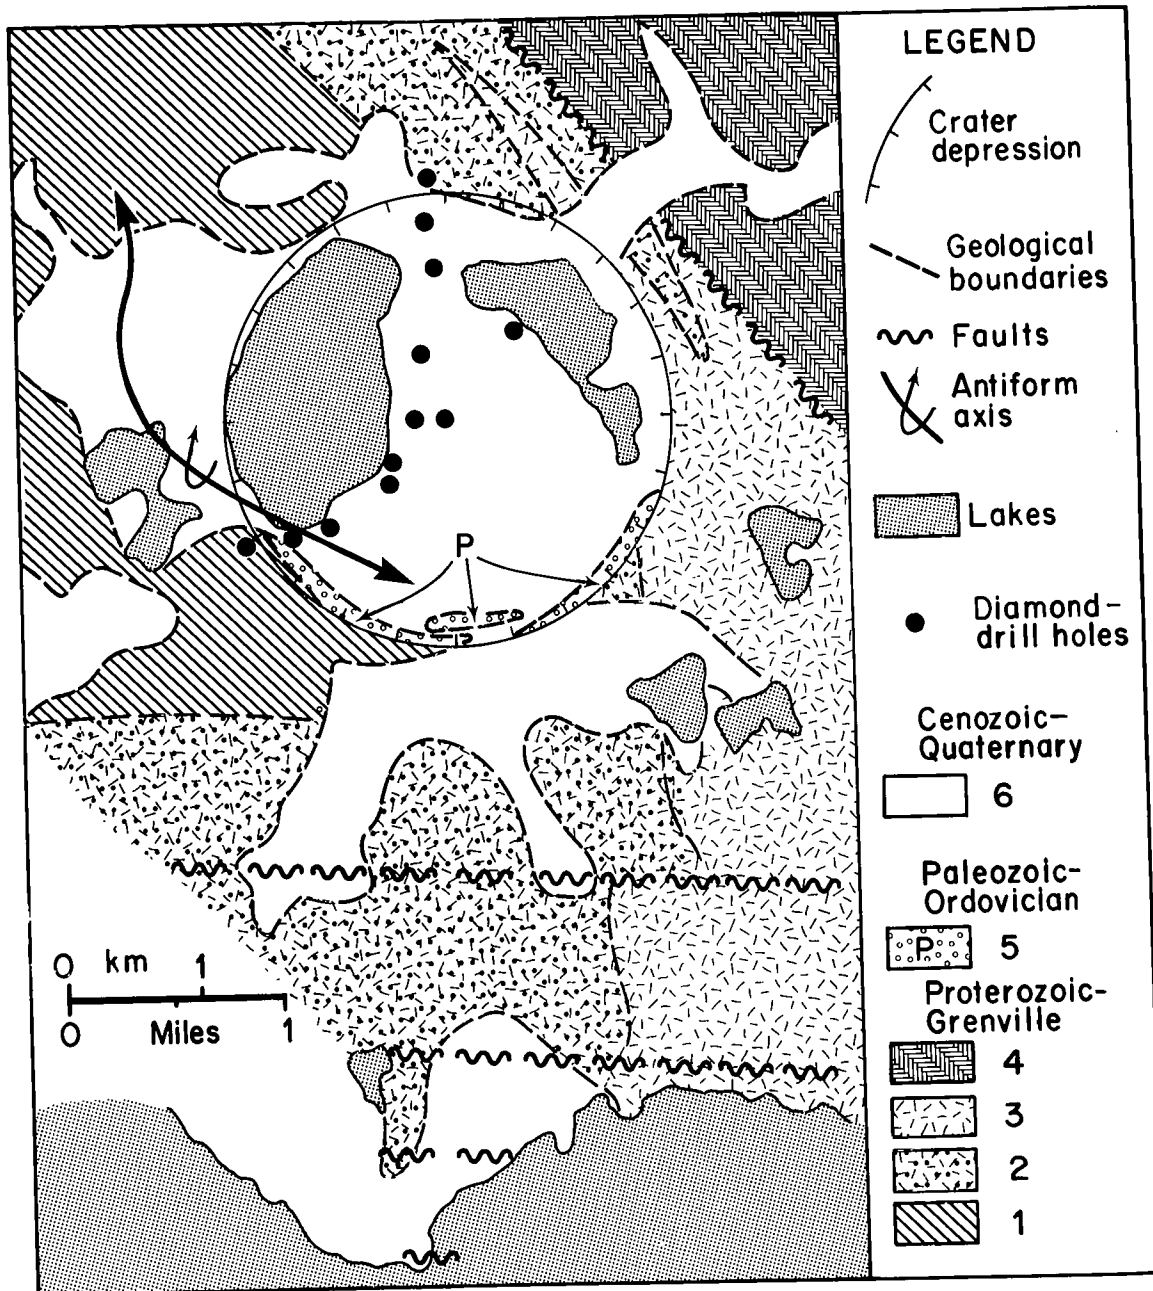 LEGEND
Crater
depression
Geological
boundaries
Faults
Antiform
axis
Lakes
Diamond-
drill holes
Cenozoic-
Quaternary
6
Paleozoic-
Ordovician
P 5
Proterozoic-
Grenville
4
3
2
1
P
12
0 km 1
0 Miles 1